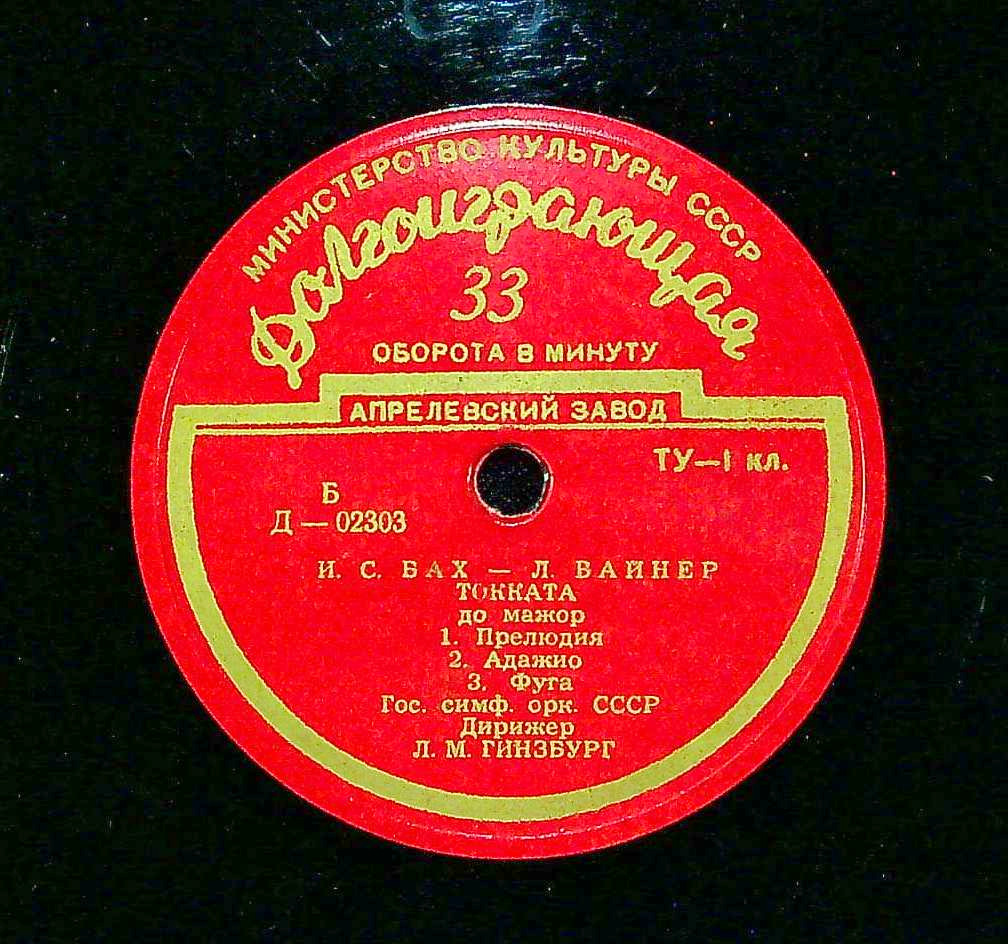 МИНИСТЕРСТВО КУЛЬТУРЫ СССР
Долгоиграющая
33
ОБОРОТА В МИНУТУ
АПРЕЛЕВСКИЙ ЗАВОД
ТУ—1 кл.
Б
Д — 02303
И. С. БАХ — Л. ВАЙНЕР
ТОККАТА
до мажор
1. Прелюдия
2. Адажио
3. Фуга
Гос. симф. орк. СССР
Дирижер
Л. М. ГИНЗБУРГ